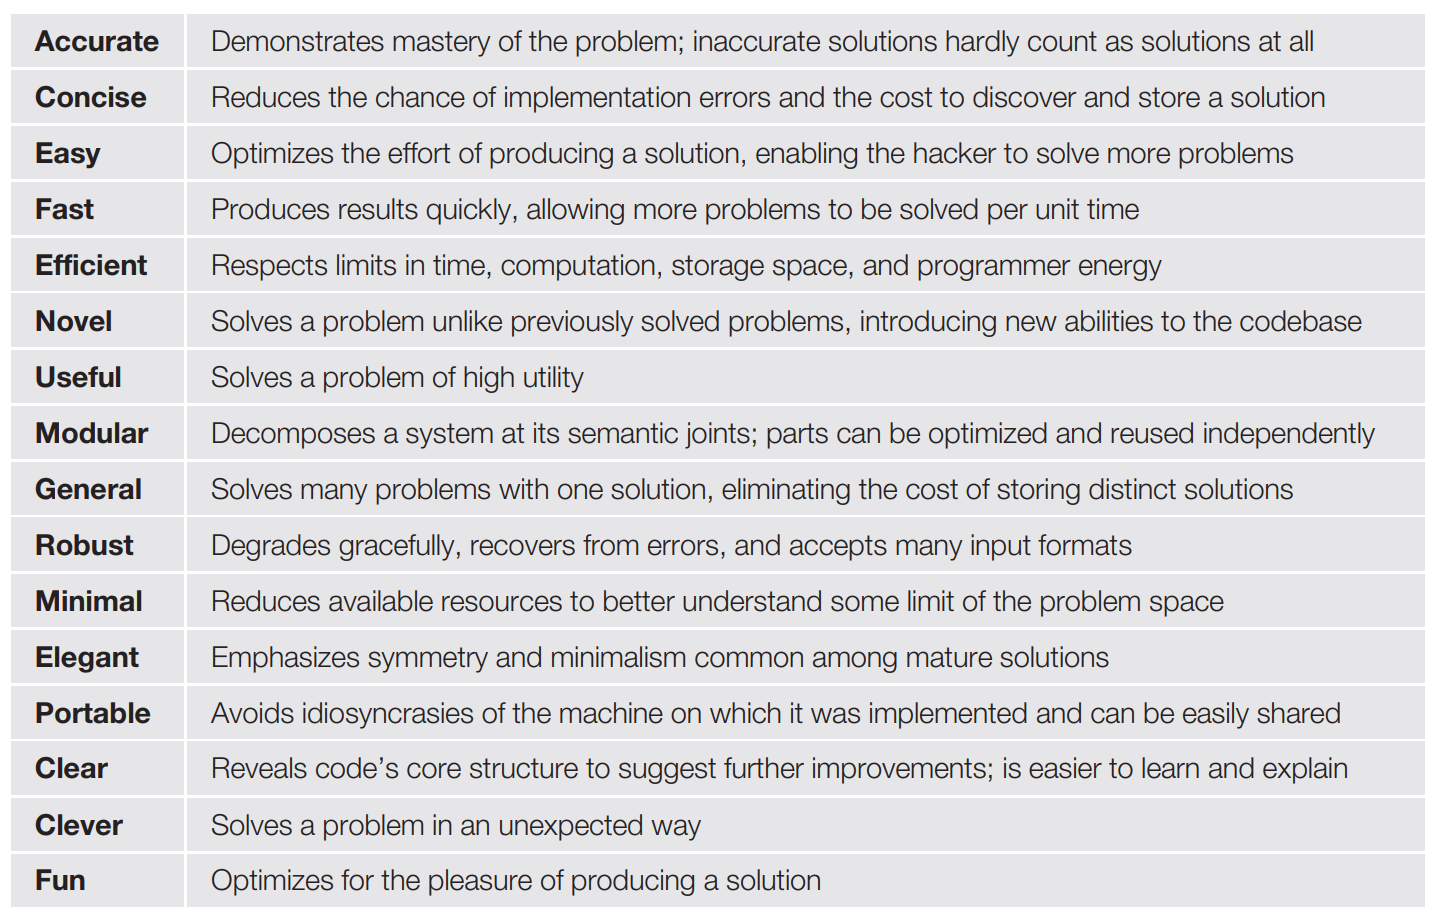 Accurate Demonstrates mastery of the problem; inaccurate solutions hardly count as solutions at all
Concise Reduces the chance of implementation errors and the cost to discover and store a solution
Easy Optimizes the effort of producing a solution, enabling the hacker to solve more problems
Fast Produces results quickly, allowing more problems to be solved per unit time
Efficient Respects limits in time, computation, storage space, and programmer energy
Novel Solves a problem unlike previously solved problems, introducing new abilities to the codebase
Useful Solves a problem of high utility
Modular Decomposes a system at its semantic joints; parts can be optimized and reused independently
General Solves many problems with one solution, eliminating the cost of storing distinct solutions
Robust Degrades gracefully, recovers from errors, and accepts many input formats
Minimal Reduces available resources to better understand some limit of the problem space
Elegant Emphasizes symmetry and minimalism common among mature solutions
Portable Avoids idiosyncrasies of the machine on which it was implemented and can be easily shared
Clear Reveals code’s core structure to suggest further improvements; is easier to learn and explain
Clever Solves a problem in an unexpected way
Fun Optimizes for the pleasure of producing a solution